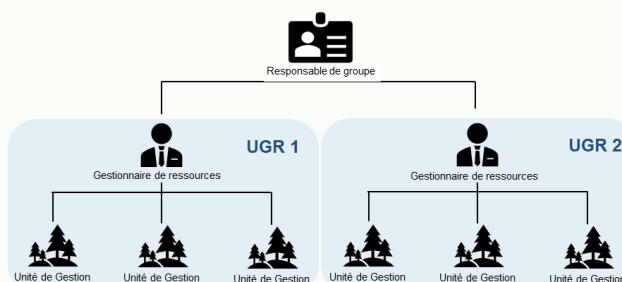 Responsable de groupe
UGR 1
UGR 2
Gestionnaire de ressources
Gestionnaire de ressources
Unité de Gestion
Unité de Gestion
Unité de Gestion
Unité de Gestion
Unité de Gestion
Unité de Gestion